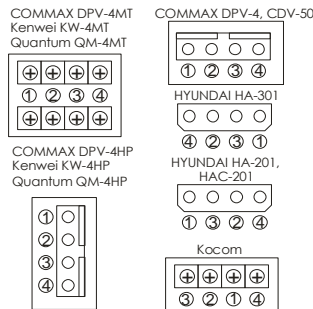 COMMAX DPV-4MT
Kenwei KW-4MT
Quantum QM-4MT
① ② ③ ④
COMMAX DPV-4HP
Kenwei KW-4HP
Quantum QM-4HP
①
②
③
④
COMMAX DPV-4, CDV-50
① ② ③ ④
HYUNDAI HA-301
④ ② ③ ①
HYUNDAI HA-201,
HAC-201
① ③ ② ④
Kocom
③ ② ① ④